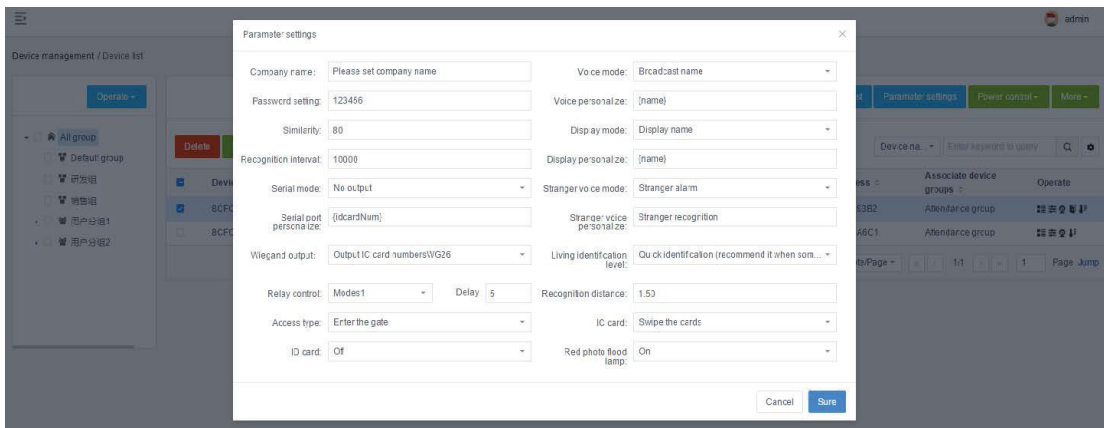 admin
Parameter settings
Device management / Device list
Company name: Please set company name
Voice mode: Broadcast name
Operate
Password setting: 123456
Voice personalize: {name}
Parameter settings
Power control
More
Similarity: 80
Display mode: Display name
All group
Delete
Device na...
Enter keyword to query
Default group
Recognition interval: 10000
Display personalize: {name}
研发组
Serial mode: No output
Stranger voice mode: Stranger alarm
Associate device
groups
Operate
销售组
Serial port
personalize: {idcardNum}
Stranger voice
personalize: Stranger recognition
Attendance group
用户分组1
用户分组2
Attendance group
Wiegand output: Output IC card numbersWG26
Living identification
level: Quick identification (recommend it when som...
1/1
1
Page
Jump
Relay control: Modes1
Delay 5
Recognition distance: 1.50
Access type: Enter the gate
IC card: Swipe the cards
ID card: Off
Red photo flood
lamp: On
Cancel
Sure